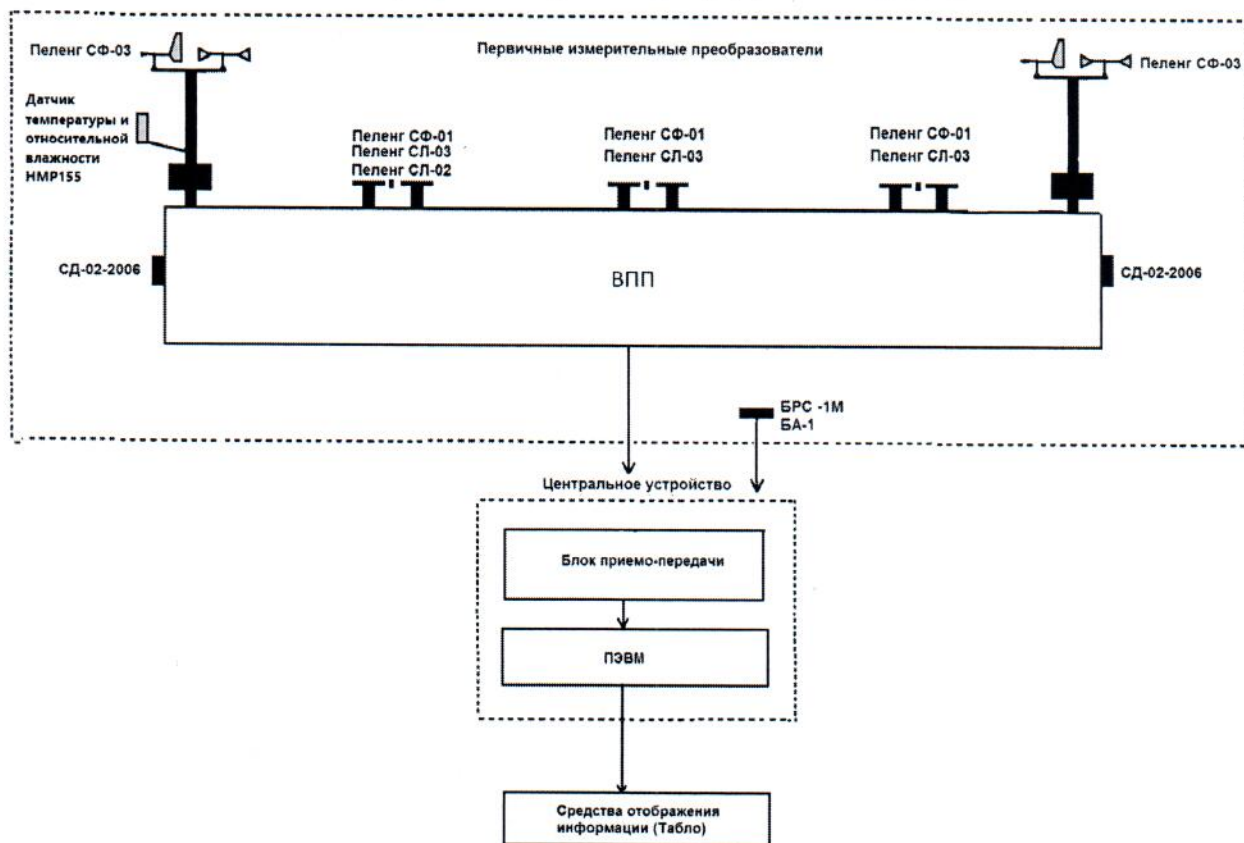 Пеленг СФ-03
Первичные измерительные преобразователи
Пеленг СФ-03
Датчик
температуры и
относительной
влажности
HMP155
Пеленг СФ-01
Пеленг СЛ-03
Пеленг СЛ-02
Пеленг СФ-01
Пеленг СЛ-03
Пеленг СФ-01
Пеленг СЛ-03
СД-02-2006
ВПП
СД-02-2006
БРС -1М
БА-1
Центральное устройство
Блок приемо-передачи
ПЭВМ
Средства отображения
информации (Табло)